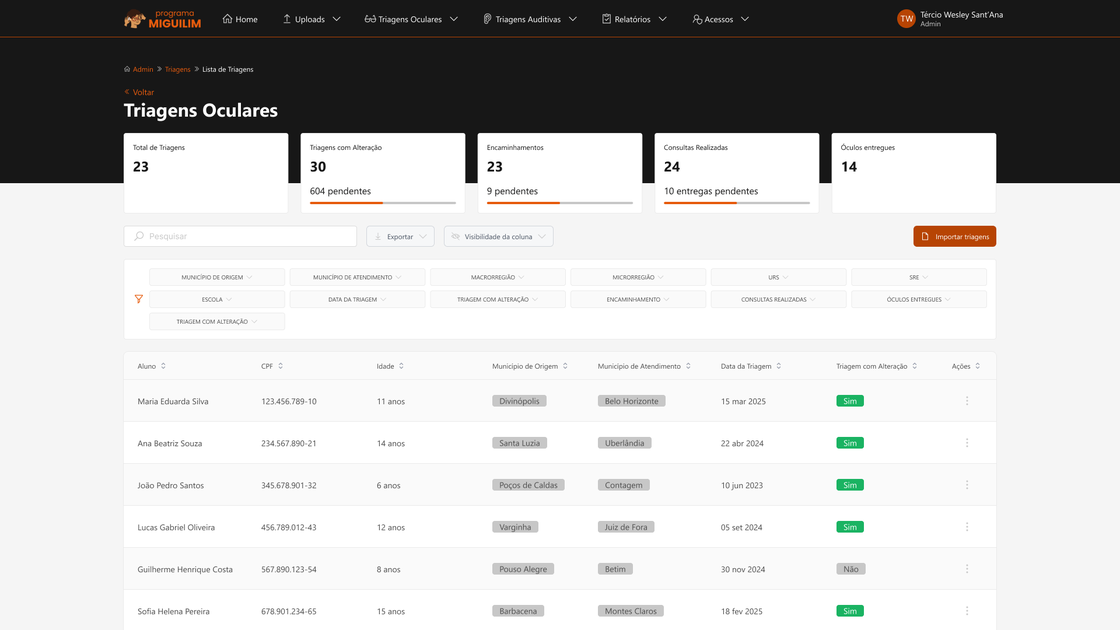 programa
MIGUILIM
Home
Uploads
Triagens Oculares
Triagens Auditivas
Relatórios
Acessos
TW
Tércio Wesley Sant'Ana
Admin
Admin
Triagens
Lista de Triagens
Voltar
Triagens Oculares
Total de Triagens
23
Triagens com Alteração
30
604 pendentes
Encaminhamentos
23
9 pendentes
Consultas Realizadas
24
10 entregas pendentes
Óculos entregues
14
Pesquisar
Exportar
Visibilidade da coluna
Importar triagens
MUNICÍPIO DE ORIGEM
MUNICÍPIO DE ATENDIMENTO
MACRORREGIÃO
MICRORREGIÃO
URS
SRE
ESCOLA
DATA DA TRIAGEM
TRIAGEM COM ALTERAÇÃO
ENCAMINHAMENTO
CONSULTAS REALIZADAS
ÓCULOS ENTREGUES
TRIAGEM COM ALTERAÇÃO
Aluno CPF Idade Município de Origem Município de Atendimento Data da Triagem Triagem com Alteração Ações
Maria Eduarda Silva 123.456.789-10 11 anos Divinópolis Belo Horizonte 15 mar 2025 Sim
Ana Beatriz Souza 234.567.890-21 14 anos Santa Luzia Uberlândia 22 abr 2024 Sim
João Pedro Santos 345.678.901-32 6 anos Poços de Caldas Contagem 10 jun 2023 Sim
Lucas Gabriel Oliveira 456.789.012-43 12 anos Varginha Juiz de Fora 05 set 2024 Sim
Guilherme Henrique Costa 567.890.123-54 8 anos Pouso Alegre Betim 30 nov 2024 Não
Sofia Helena Pereira 678.901.234-65 15 anos Barbacena Montes Claros 18 fev 2025 Sim